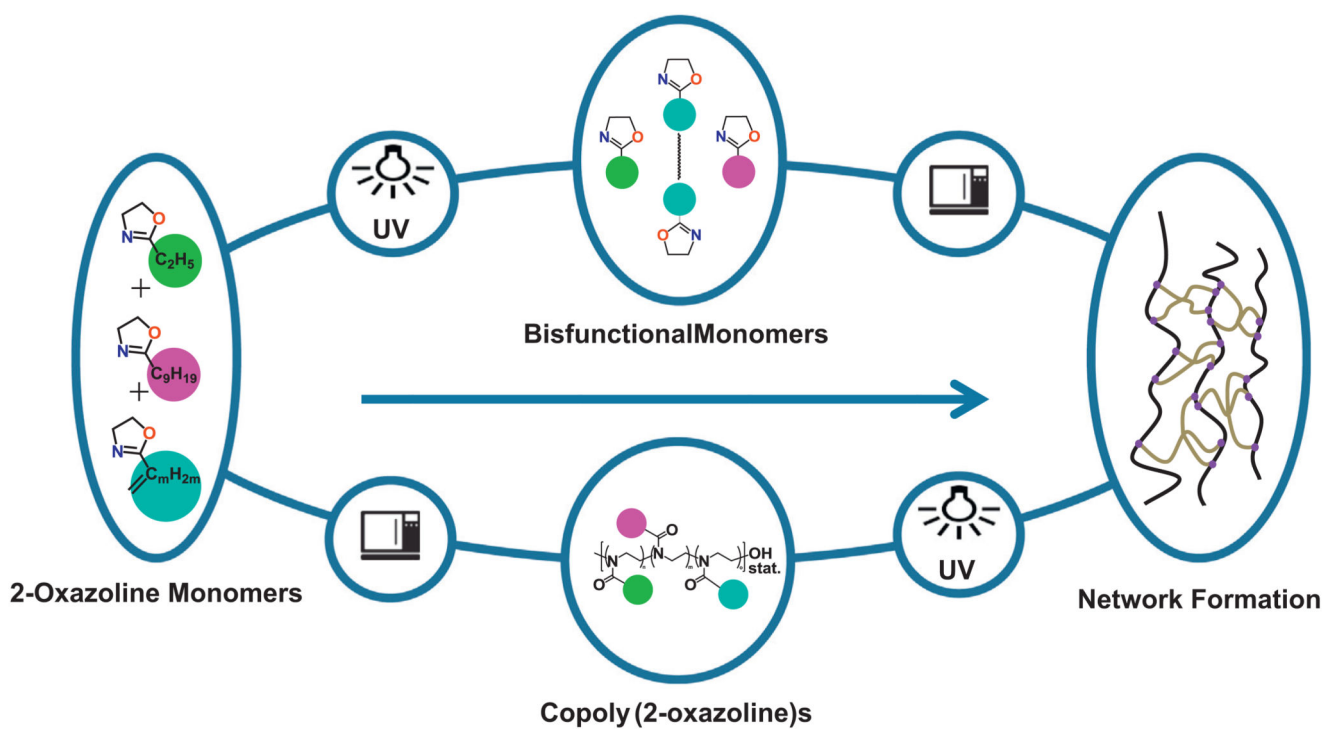 N
O
C2H5
+
N
O
C9H19
+
N
O
CmH2m
2-Oxazoline Monomers
UV
N
O
N
O
N
O
O
N
BisfunctionalMonomers
O
N
n
N
m
N
OH
stat.
O
O
Copoly(2-oxazoline)s
UV
Network Formation